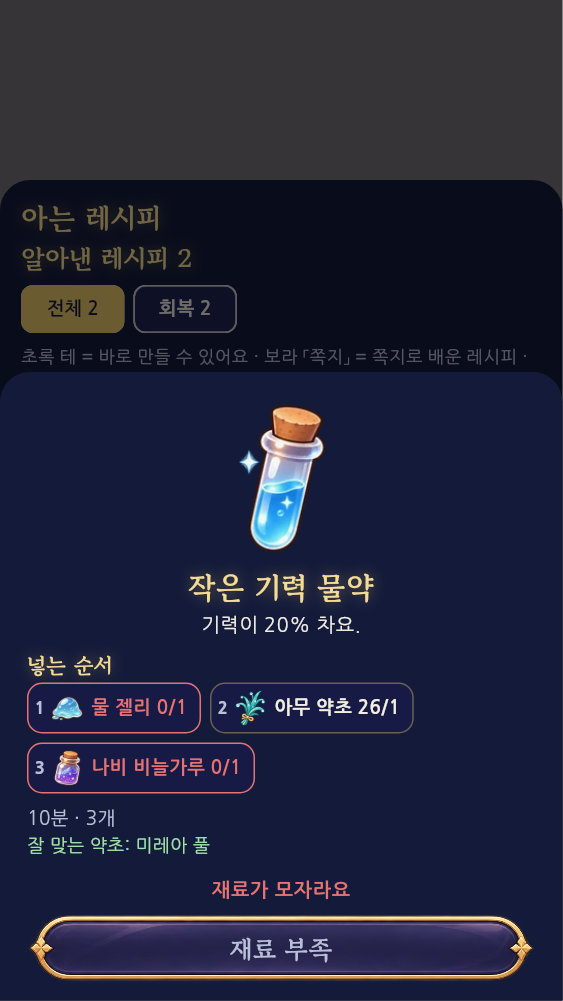 아는 레시피
알아낸 레시피 2
전체 2 회복 2
초록 테 = 바로 만들 수 있어요 · 보라 「쪽지」 = 쪽지로 배운 레시피 ·
작은 기력 물약
기력이 20% 차요.
넣는 순서
1 물 젤리 0/1 2 아무 약초 26/1
3 나비 비늘가루 0/1
10분 · 3개
잘 맞는 약초: 미레아 풀
재료가 모자라요
재료 부족